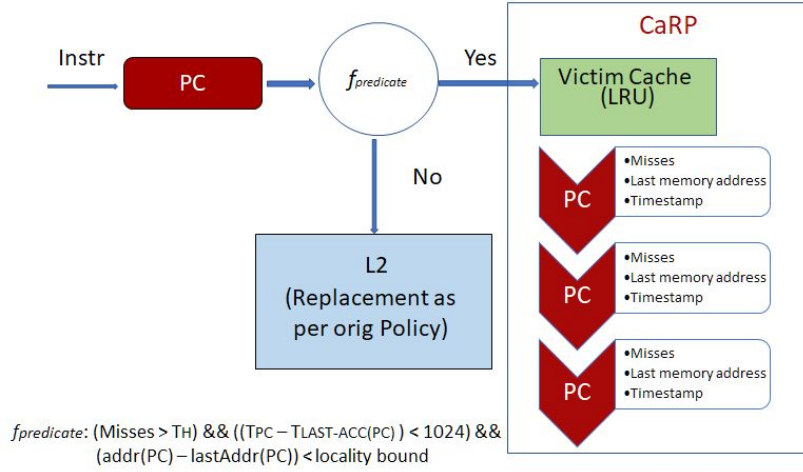 CaRP
Instr
PC
fpredicate
Yes
Victim Cache
(LRU)
No
L2
(Replacement as
per orig Policy)
PC
•Misses
•Last memory address
•Timestamp
PC
•Misses
•Last memory address
•Timestamp
PC
•Misses
•Last memory address
•Timestamp
fpredicate: (Misses > TH) && ((TPC – TLAST-ACC(PC) ) < 1024) &&
(addr(PC) – lastAddr(PC)) < locality bound